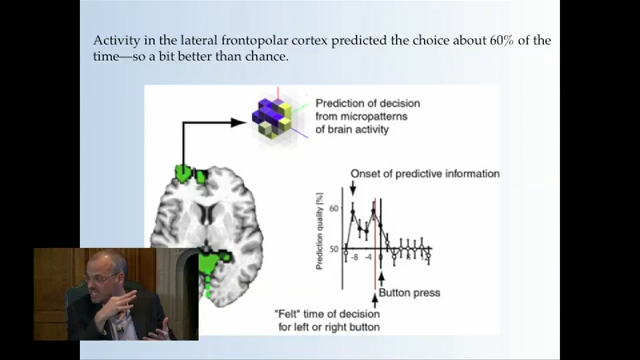 Activity in the lateral frontopolar cortex predicted the choice about 60% of the
time—so a bit better than chance.
Prediction of decision
from micropatterns
of brain activity
Onset of predictive information
Prediction quality [%]
60
50
-8 -4 0 4 8
Button press
"Felt" time of decision
for left or right button